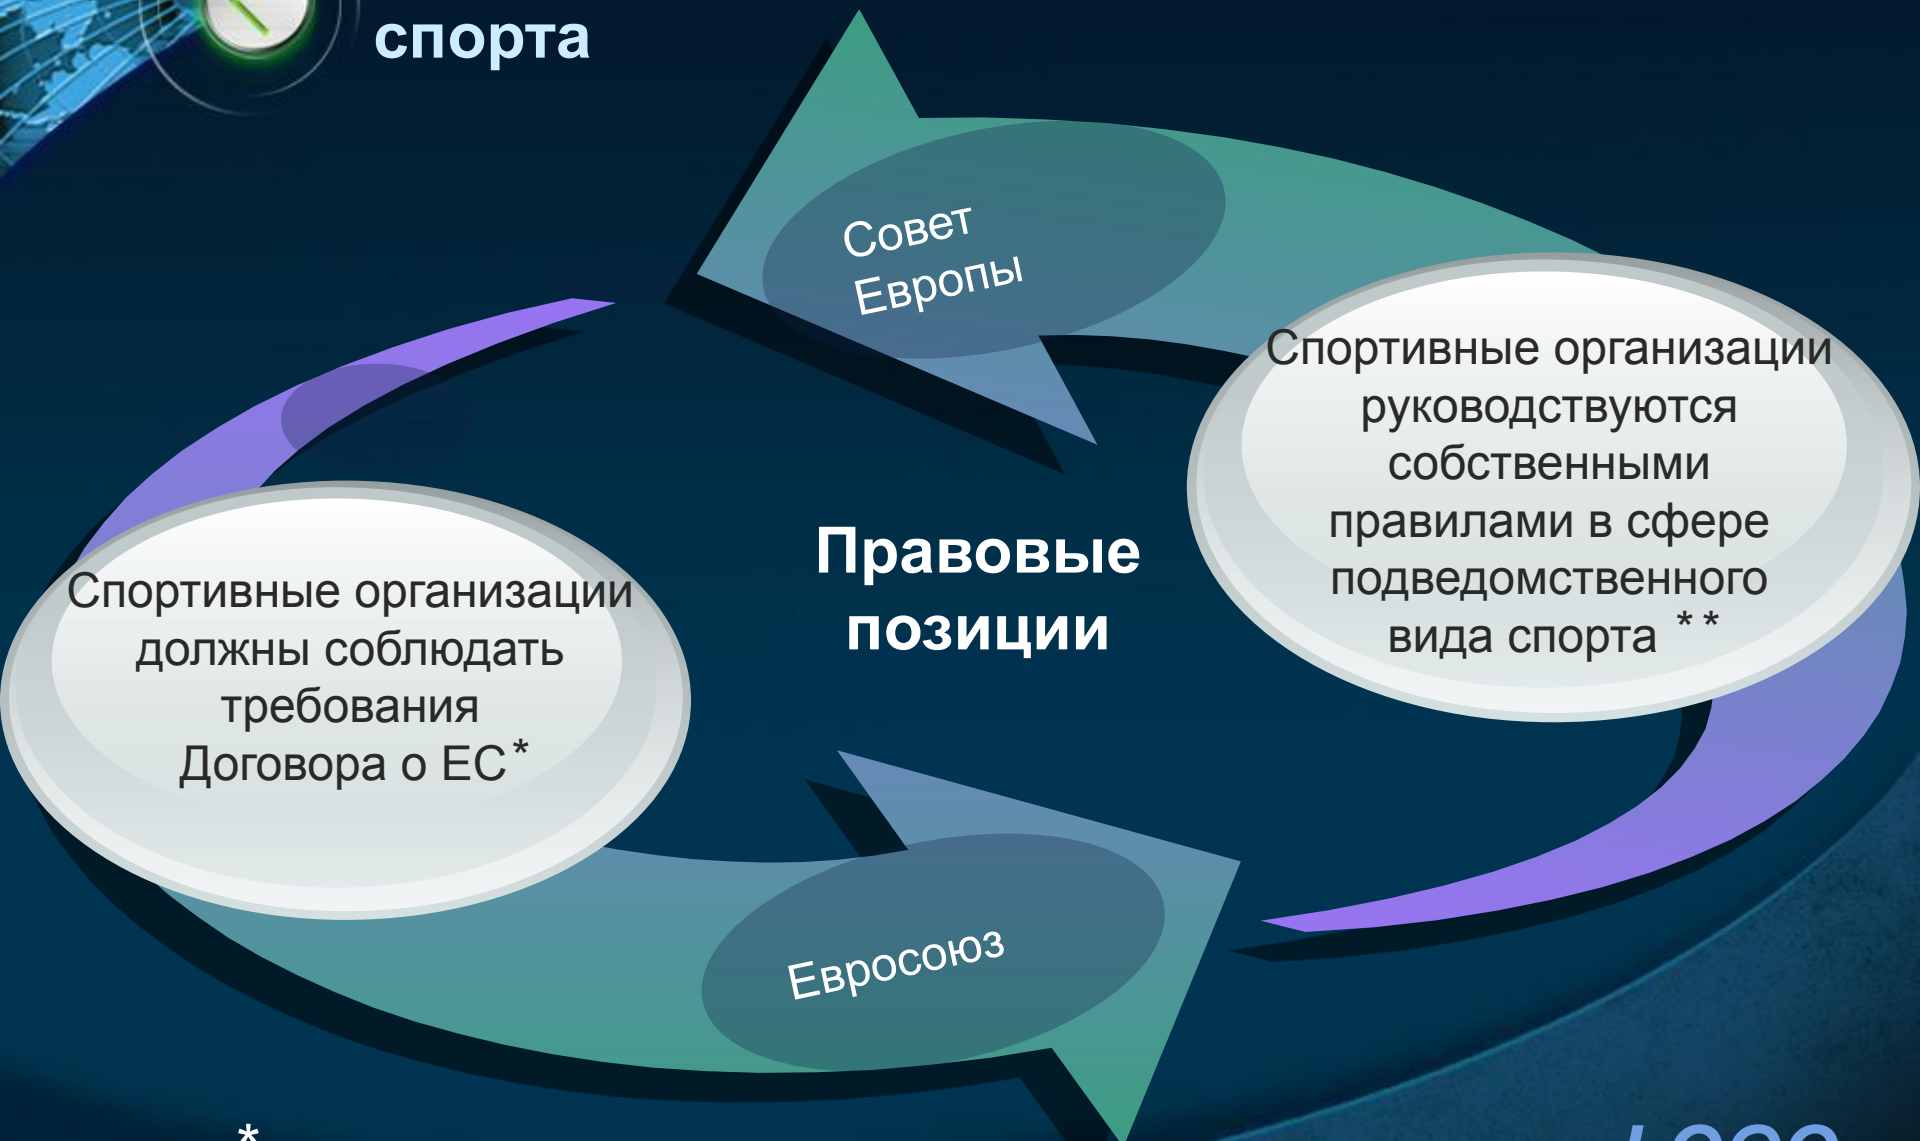 спорта
Совет
Европы
Спортивные организации
руководствуются
собственными
правилами в сфере
подведомственного
вида спорта **
Правовые
позиции
Спортивные организации
должны соблюдать
требования
Договора о ЕС*
Евросоюз
*